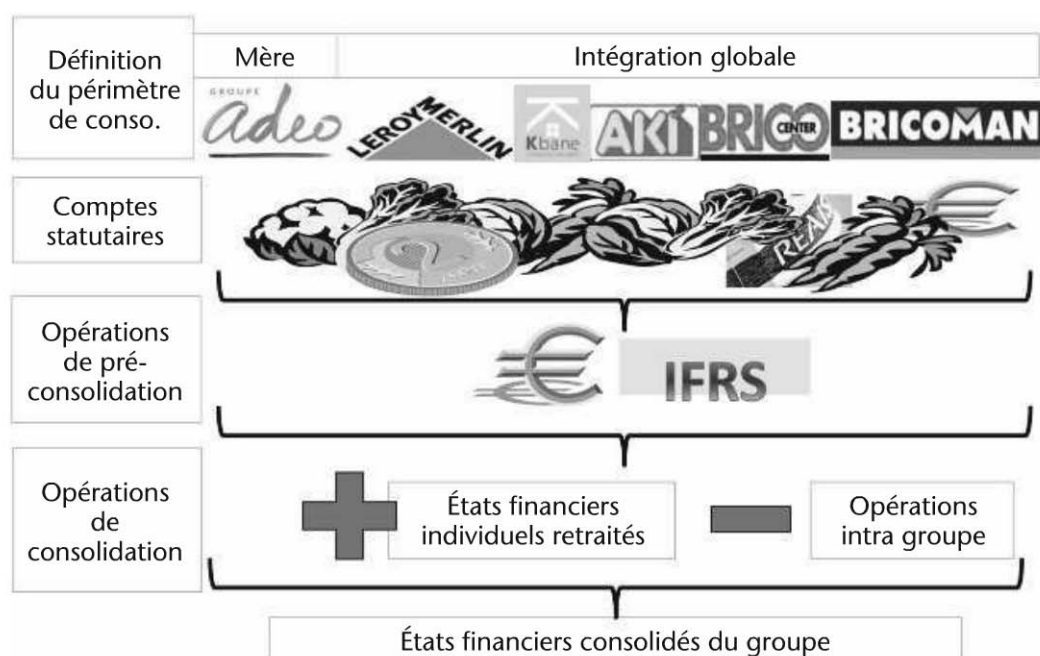 Définition
du périmètre
de conso.
Mère
Intégration globale
GROUPE
adeo
LEROY MERLIN
Kbane
AKI
BRICO
CENTER
BRICOMAN
Comptes
statutaires
2
REAIS
Opérations
de pré-
consolidation
IFRS
Opérations
de
consolidation
États financiers
individuels retraités
Opérations
intra groupe
États financiers consolidés du groupe